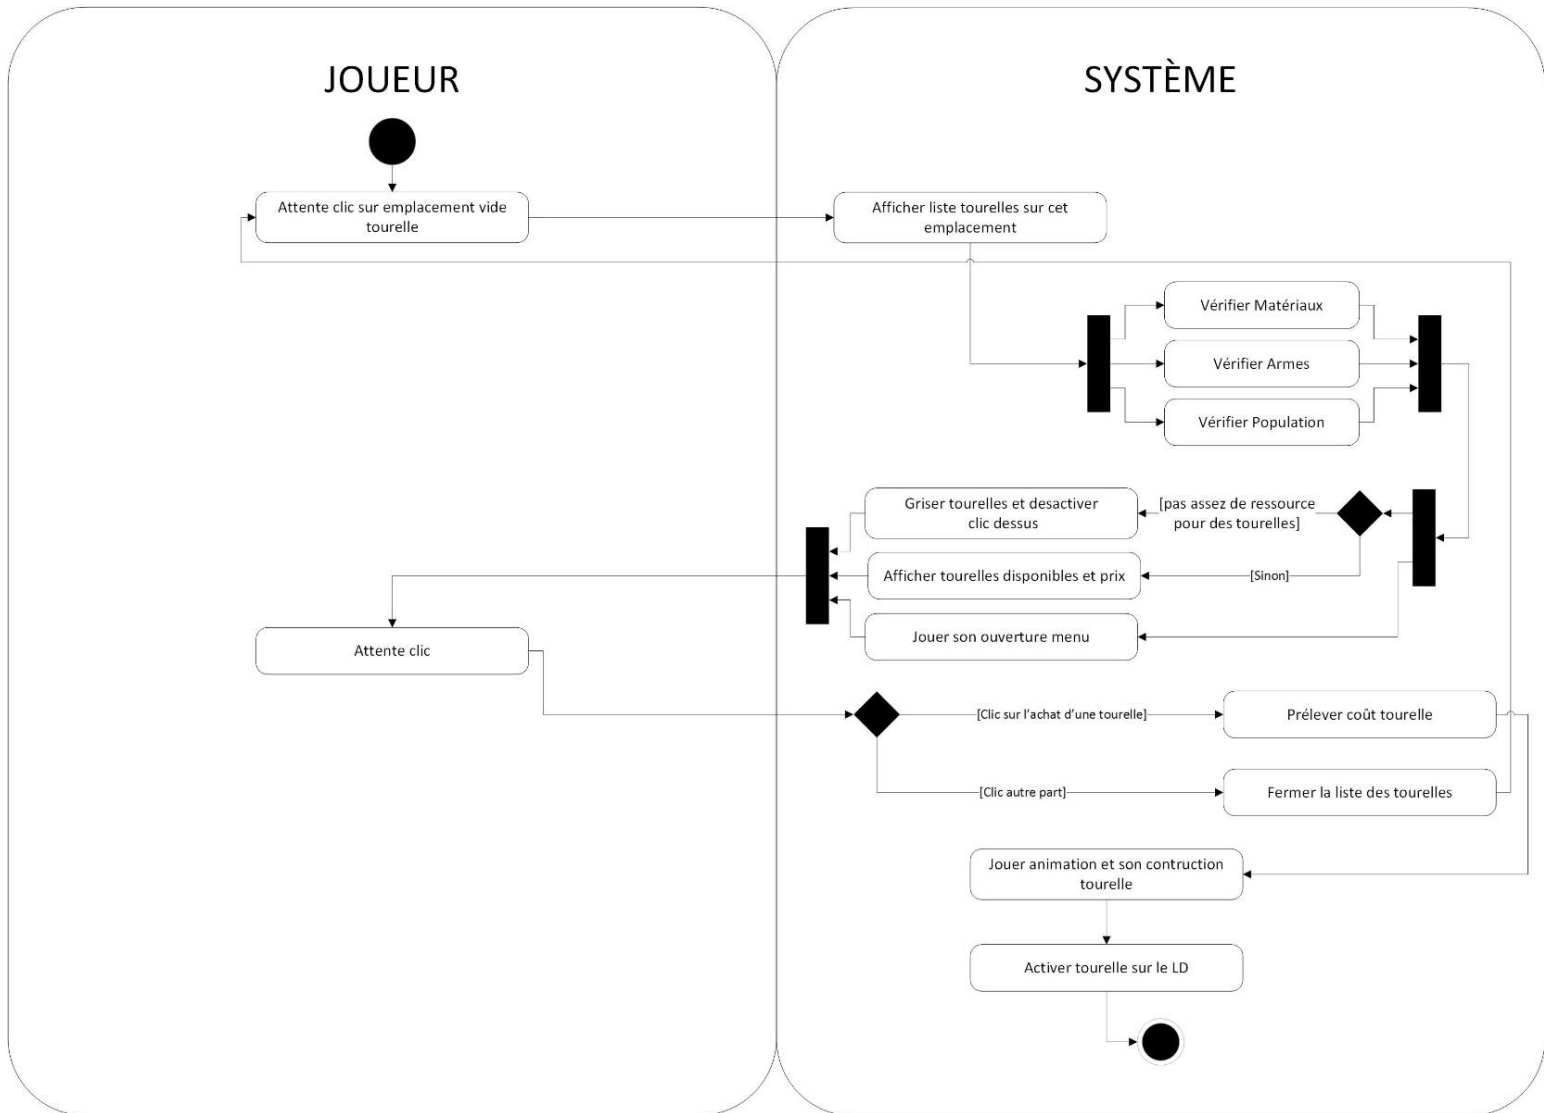 JOUEUR
SYSTÈME
Attente clic sur emplacement vide
tourelle
Afficher liste tourelles sur cet
emplacement
Vérifier Matériaux
Vérifier Armes
Vérifier Population
Griser tourelles et desactiver
clic dessus
[pas assez de ressource
pour des tourelles]
Afficher tourelles disponibles et prix
[Sinon]
Jouer son ouverture menu
Attente clic
[Clic sur l’achat d’une tourelle]
Prélever coût tourelle
[Clic autre part]
Fermer la liste des tourelles
Jouer animation et son contruction
tourelle
Activer tourelle sur le LD